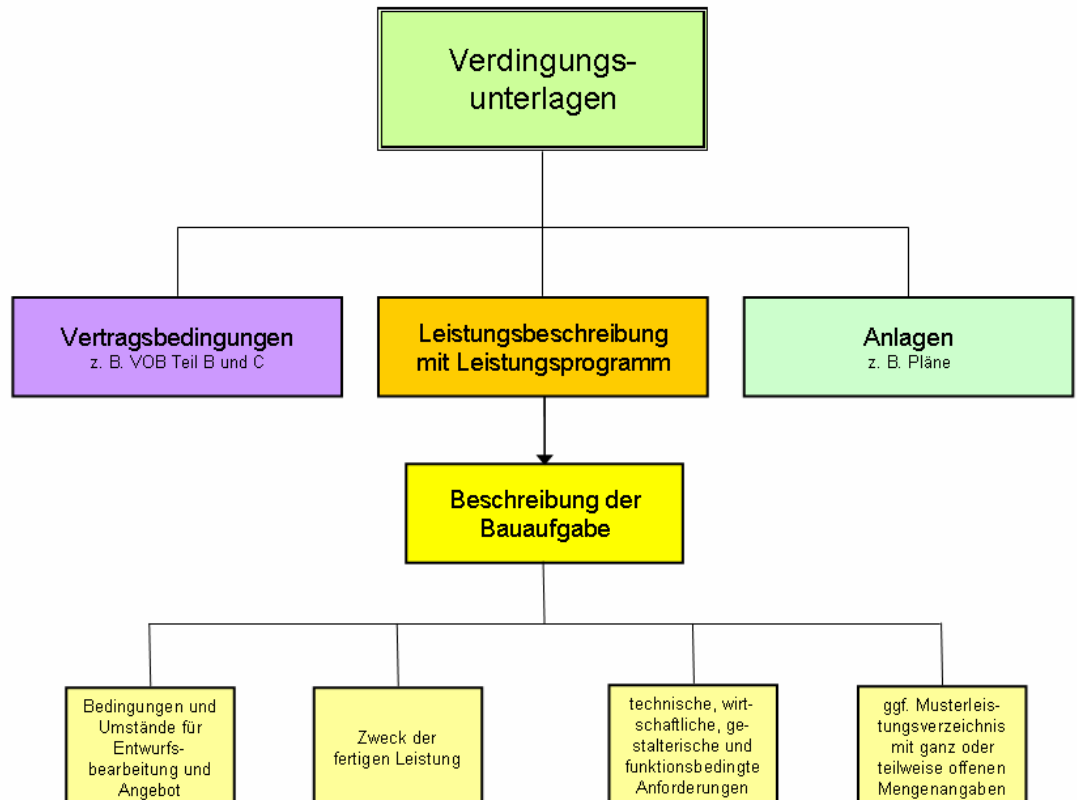 Verdingungs-
unterlagen
Vertragsbedingungen
z. B. VOB Teil B und C
Leistungsbeschreibung
mit Leistungsprogramm
Anlagen
z. B. Pläne
Beschreibung der
Bauaufgabe
Bedingungen und
Umstände für
Entwurfs-
bearbeitung und
Angebot
Zweck der
fertigen Leistung
technische, wirt-
schaftliche, ge-
stalterische und
funktionsbedingte
Anforderungen
ggf. Musterleis-
tungsverzeichnis
mit ganz oder
teilweise offenen
Mengenangaben